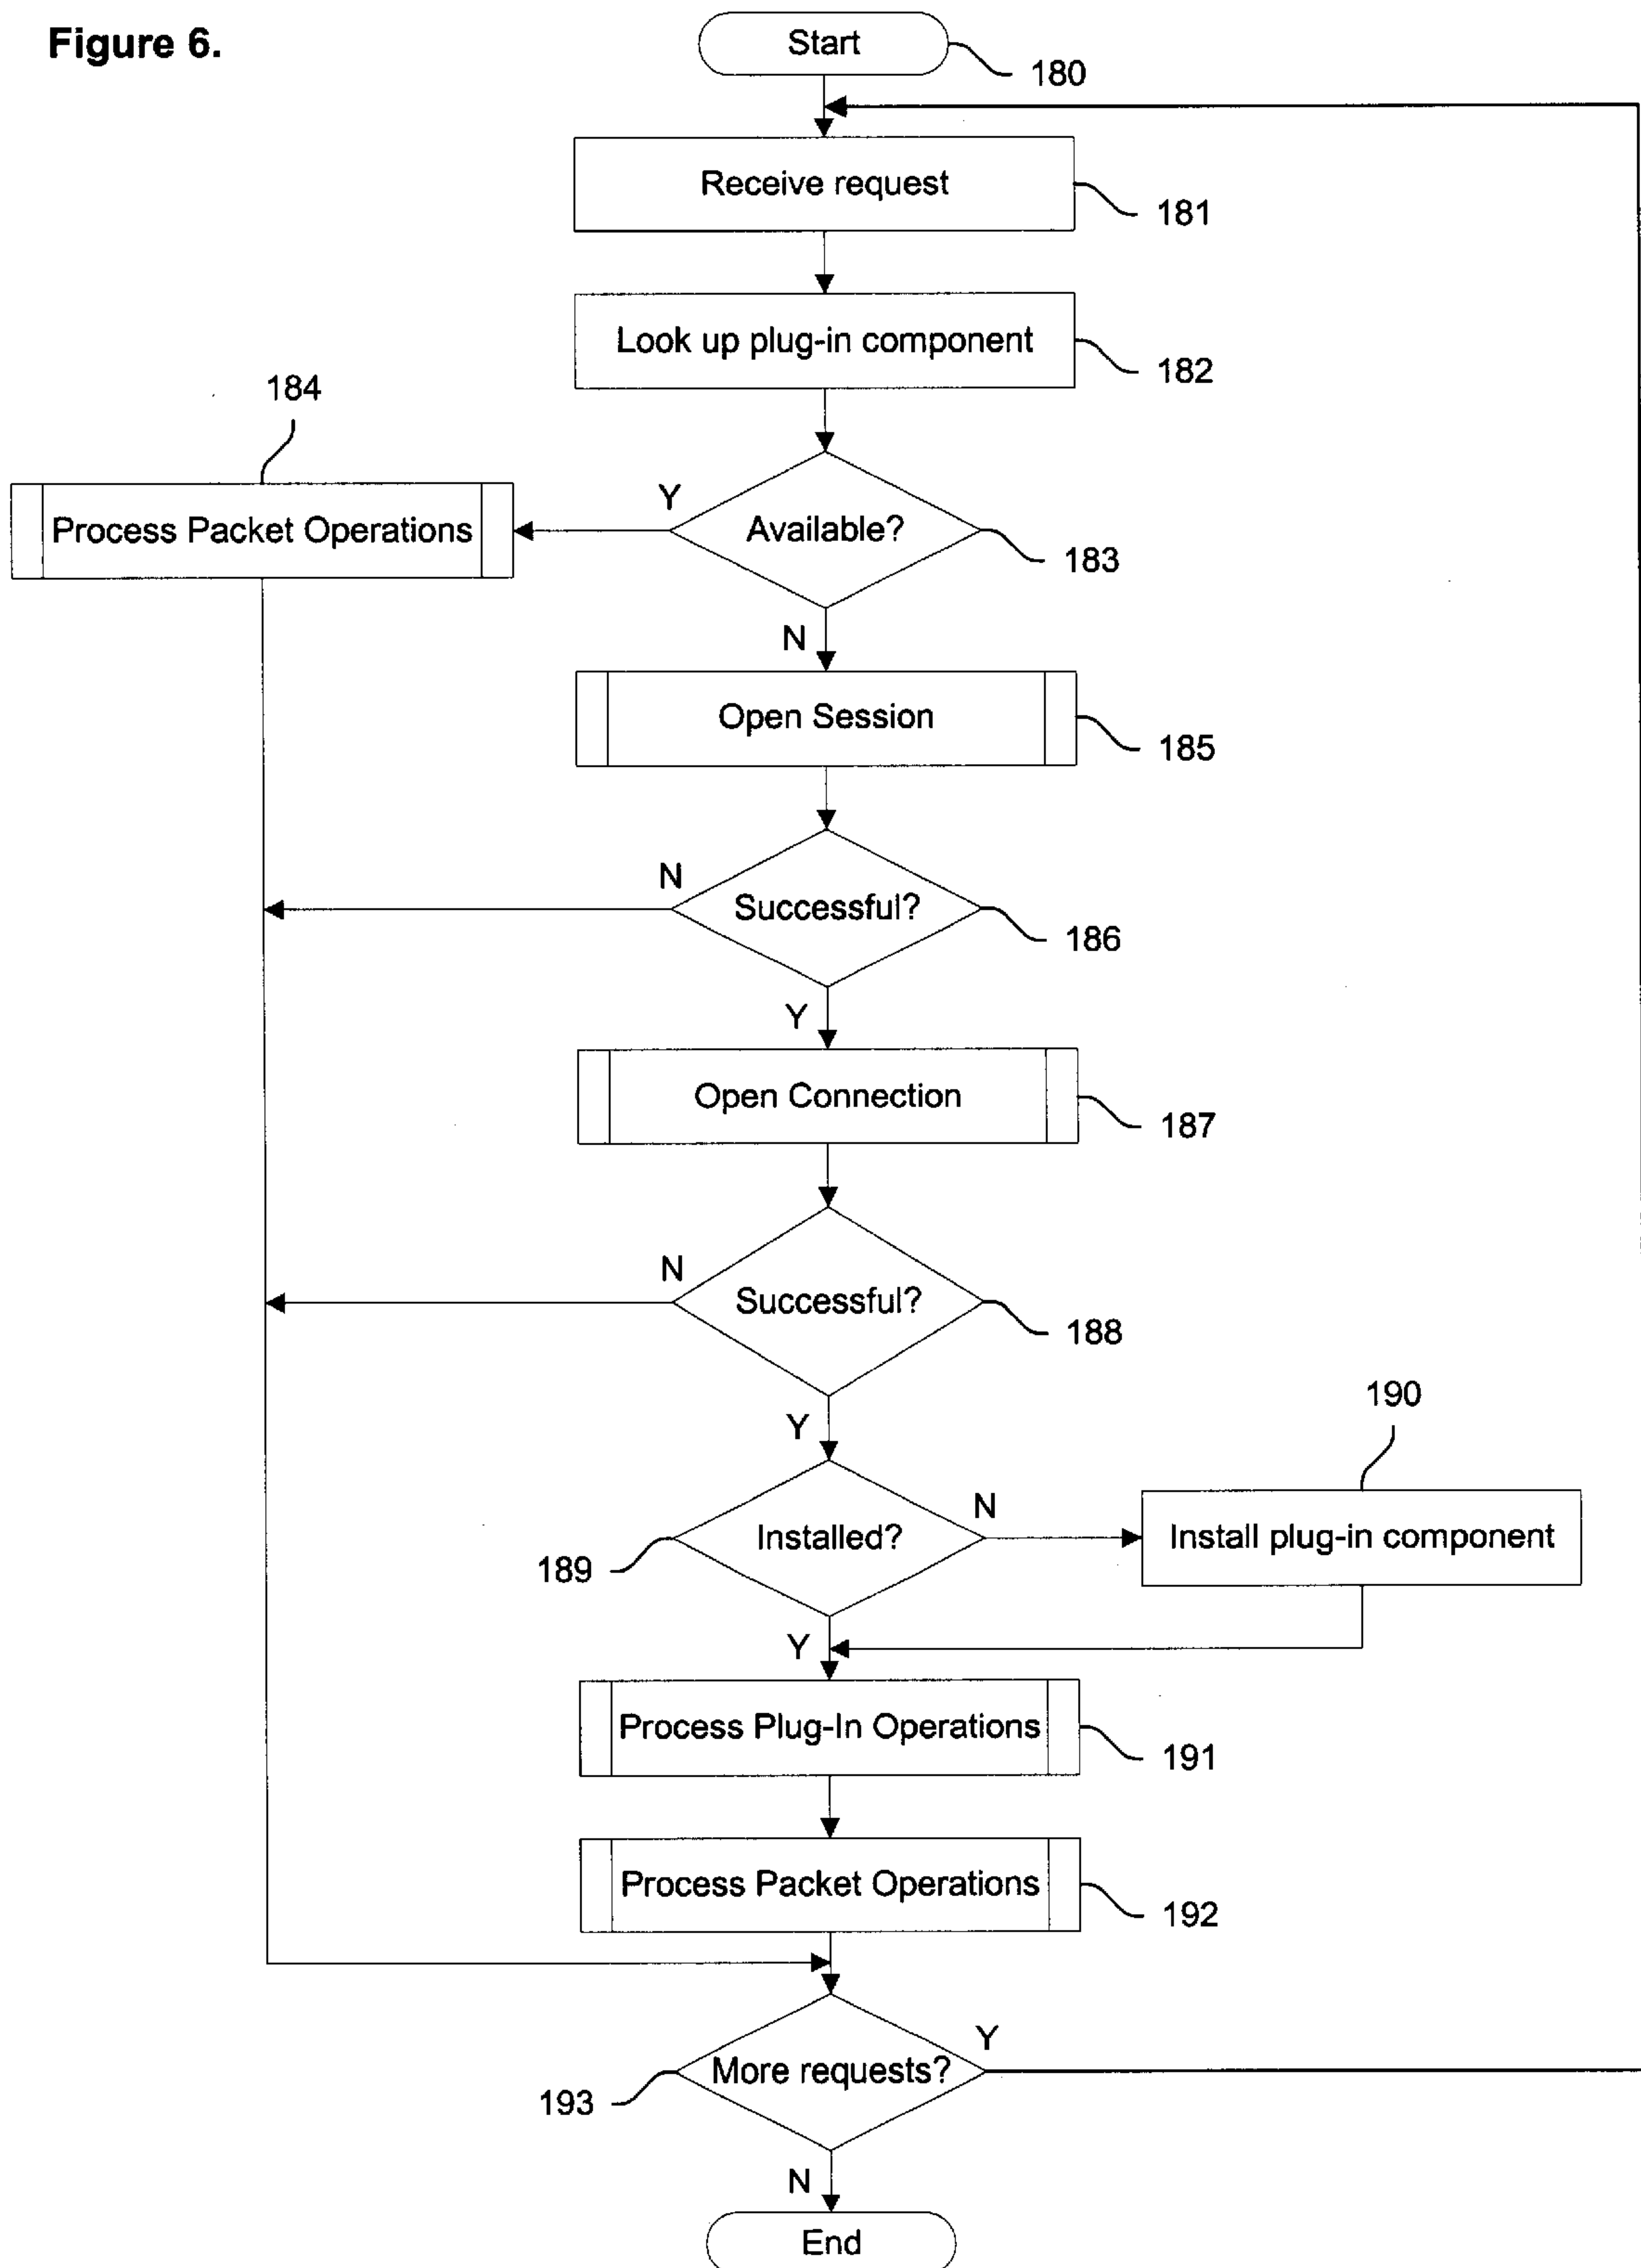 Figure 6.
Start
180
Receive request
181
Look up plug-in component
182
184
Process Packet Operations
Y
Available?
183
N
Open Session
185
N
Successful?
186
Y
Open Connection
187
N
Successful?
188
Y
190
Installed?
N
Install plug-in component
189
Y
Process Plug-In Operations
191
Process Packet Operations
192
More requests?
Y
193
N
End